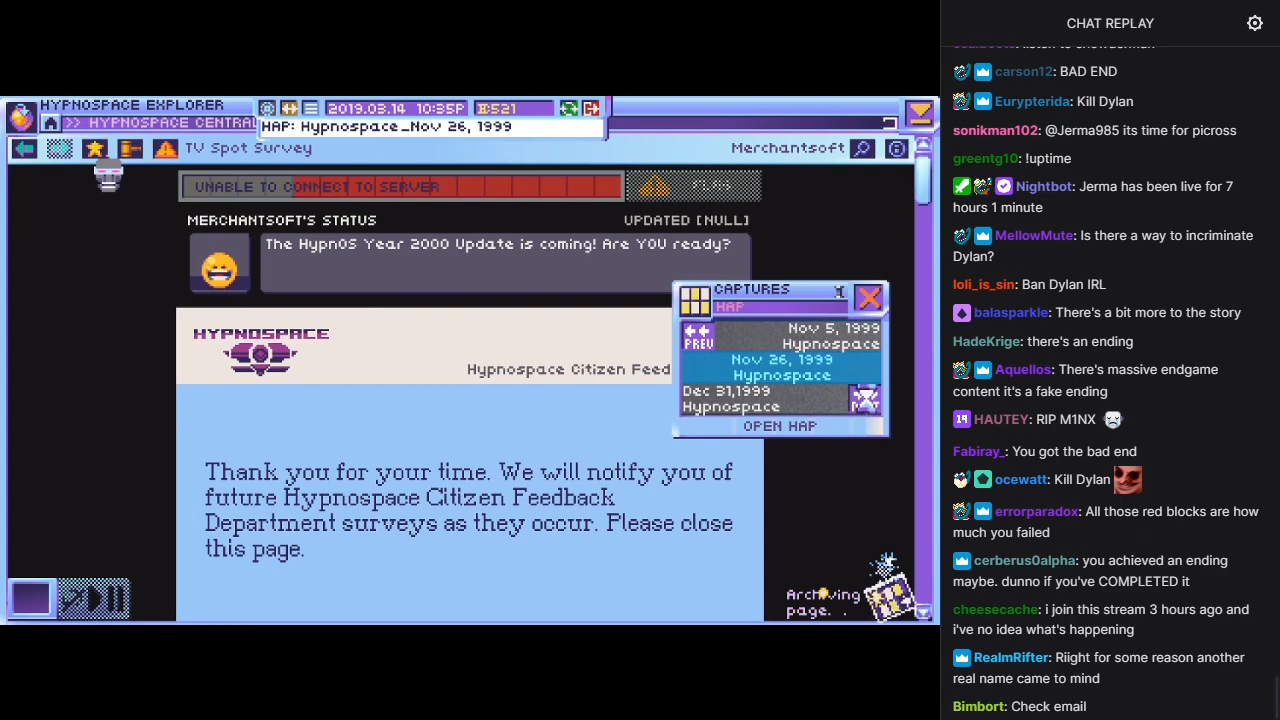 HYPNOSPACE EXPLORER
2019.03.14 10:35P
521
>> HYPNOSPACE CENTRAL
HAP: Hypnospace_Nov 26, 1999
TV Spot Survey
Merchantsoft
UNABLE TO CONNECT TO SERVER
MERCHANTSOFT'S STATUS
UPDATED [NULL]
The HypnOS Year 2000 Update is coming! Are YOU ready?
CAPTURES
HAP
PREV
Nov 5, 1999
Hypnospace
Nov 26, 1999
Hypnospace
Dec 31,1999
Hypnospace
OPEN HAP
HYPNOSPACE
Hypnospace Citizen Feed
Thank you for your time. We will notify you of
future Hypnospace Citizen Feedback
Department surveys as they occur. Please close
this page.
Archiving
page. . .
CHAT REPLAY
carson12: BAD END
Eurypterida: Kill Dylan
sonikman102: @Jerma985 its time for picross
greentg10: !uptime
Nightbot: Jerma has been live for 7
hours 1 minute
MellowMute: Is there a way to incriminate
Dylan?
loli_is_sin: Ban Dylan IRL
balasparkle: There's a bit more to the story
HadeKrige: there's an ending
Aquellos: There's massive endgame
content it's a fake ending
19 HAUTEY: RIP M1NX
Fabiray_: You got the bad end
ocewatt: Kill Dylan
errorparadox: All those red blocks are how
much you failed
cerberus0alpha: you achieved an ending
maybe. dunno if you've COMPLETED it
cheesecache: i join this stream 3 hours ago and
i've no idea what's happening
RealmRifter: Riight for some reason another
real name came to mind
Bimbort: Check email